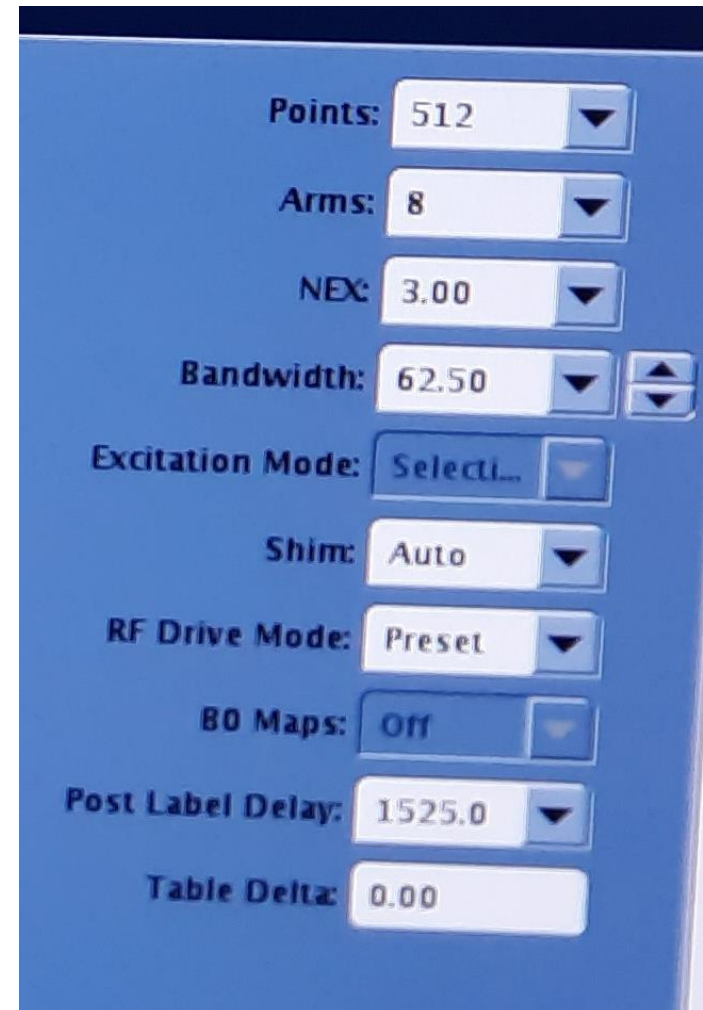 Points: 512
Arms: 8
NEX: 3.00
Bandwidth: 62.50
Excitation Mode: Selecti...
Shim: Auto
RF Drive Mode: Preset
B0 Maps: Off
Post Label Delay: 1525.0
Table Delta: 0.00